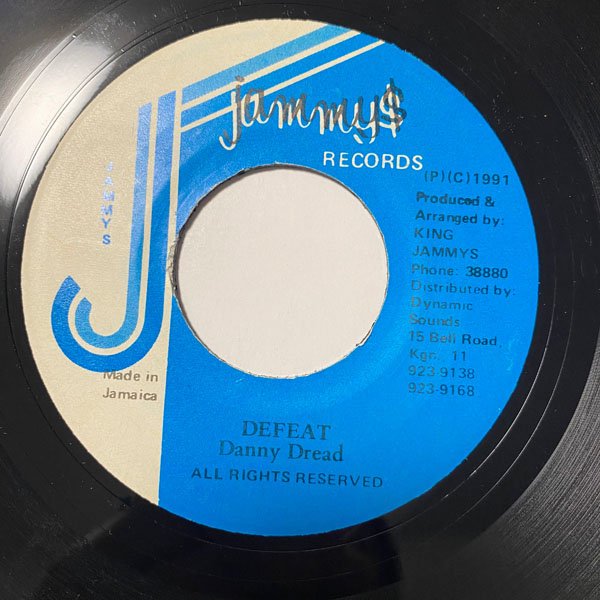 jammy$
RECORDS
JAMMYS
(P)(C)1991
Produced &
Arranged by:
KING
JAMMYS
Phone: 38880
Distributed by:
Dynamic
Sounds
15 Bell Road,
Kgn. 11
923-9138
923-9168
Made in
Jamaica
DEFEAT
Danny Dread
ALL RIGHTS RESERVED